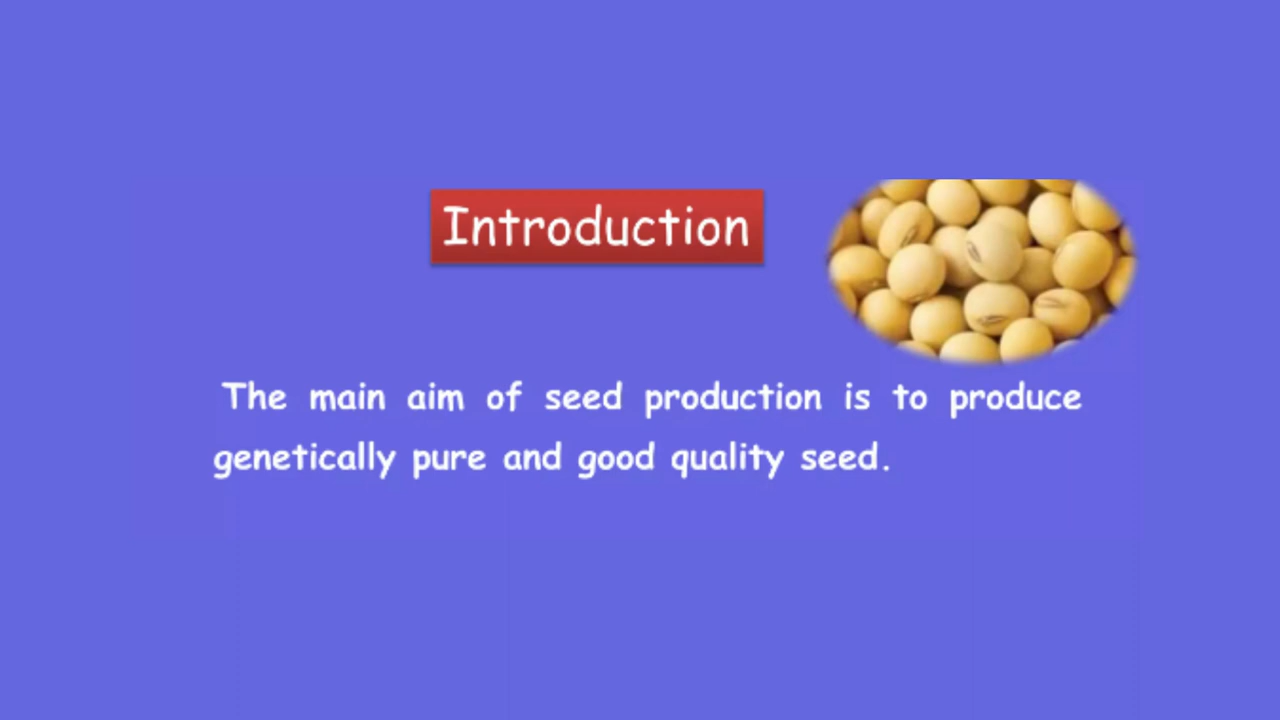 Introduction
The main aim of seed production is to produce
genetically pure and good quality seed.